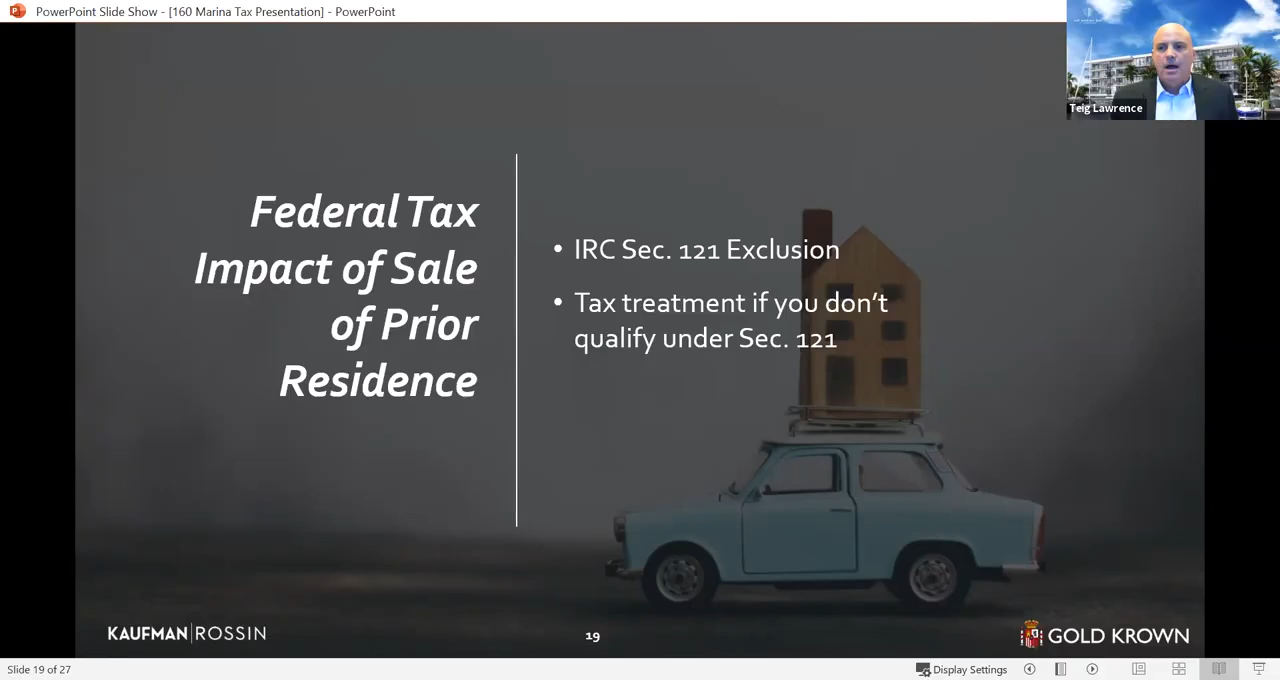 PowerPoint Slide Show - [160 Marina Tax Presentation] - PowerPoint
Teig Lawrence
Federal Tax
Impact of Sale
of Prior
Residence
• IRC Sec. 121 Exclusion
• Tax treatment if you don’t
qualify under Sec. 121
KAUFMAN|ROSSIN
19
GOLD KROWN
Slide 19 of 27
Display Settings